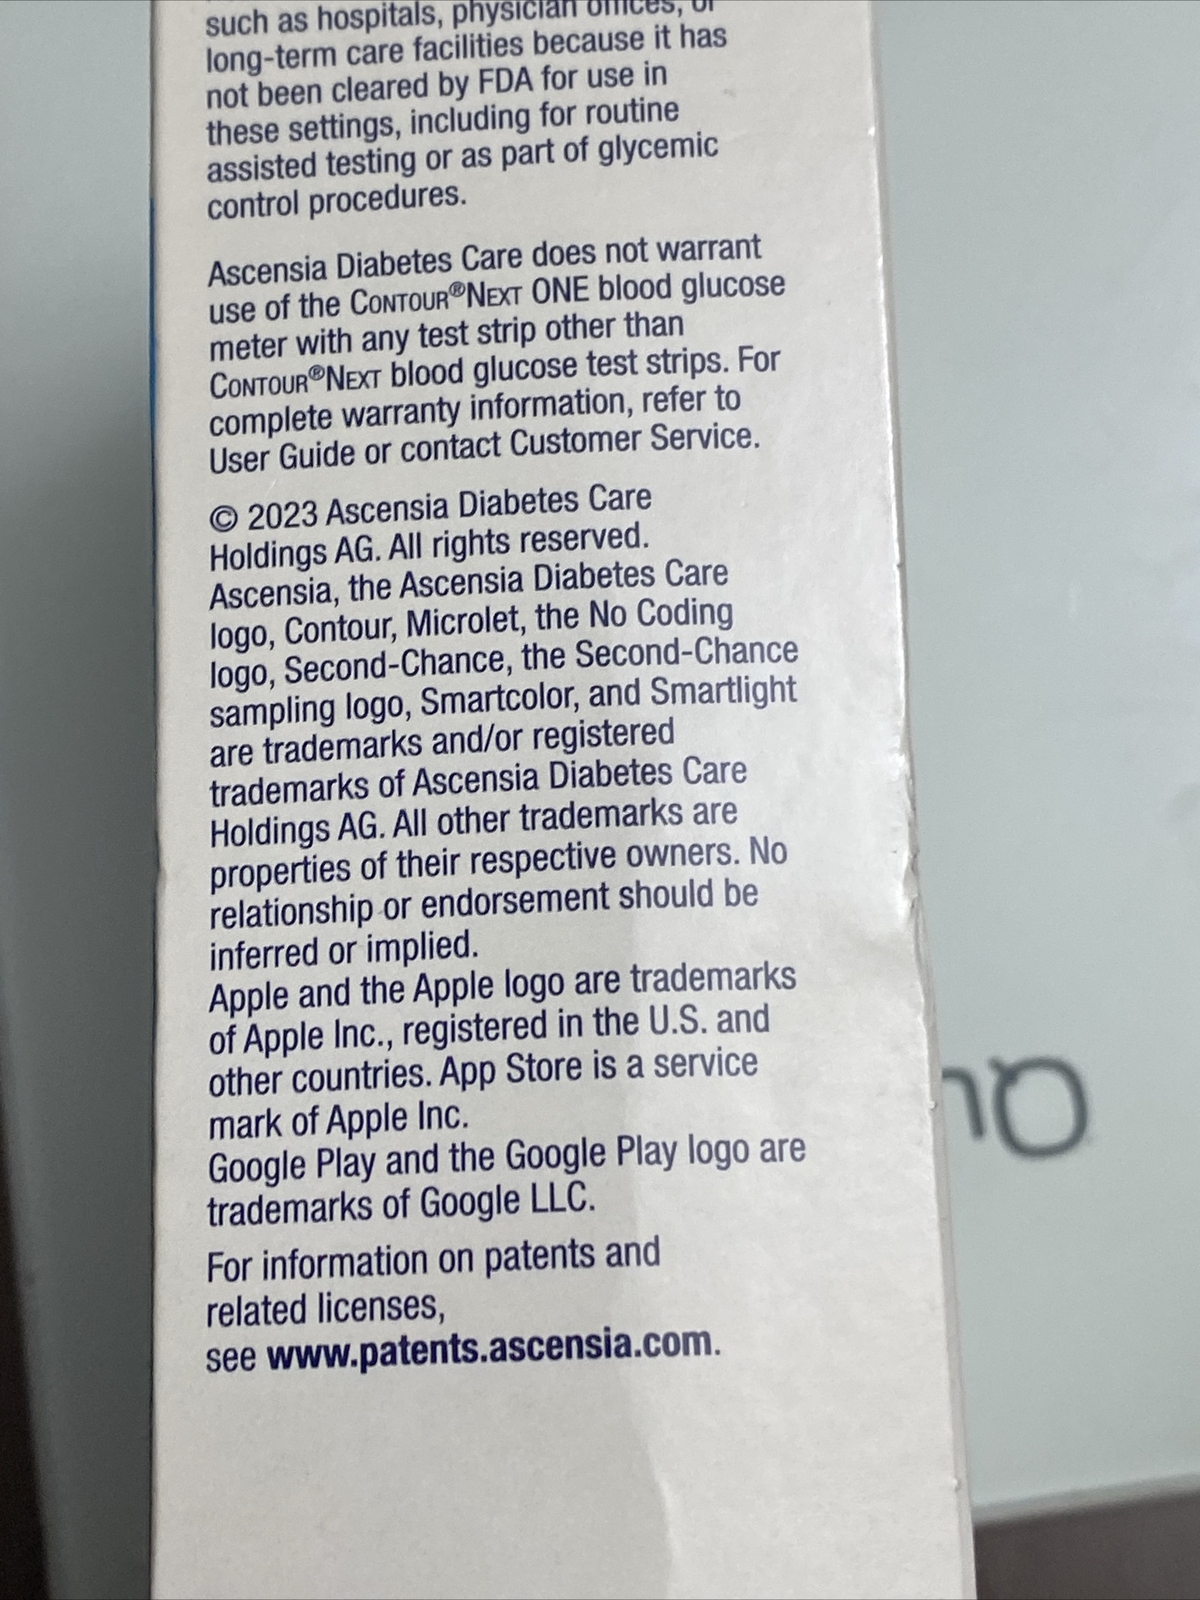 such as hospitals, physician offices, or
long-term care facilities because it has
not been cleared by FDA for use in
these settings, including for routine
assisted testing or as part of glycemic
control procedures.
Ascensia Diabetes Care does not warrant
use of the CONTOUR®NEXT ONE blood glucose
meter with any test strip other than
CONTOUR®NEXT blood glucose test strips. For
complete warranty information, refer to
User Guide or contact Customer Service.
© 2023 Ascensia Diabetes Care
Holdings AG. All rights reserved.
Ascensia, the Ascensia Diabetes Care
logo, Contour, Microlet, the No Coding
logo, Second-Chance, the Second-Chance
sampling logo, Smartcolor, and Smartlight
are trademarks and/or registered
trademarks of Ascensia Diabetes Care
Holdings AG. All other trademarks are
properties of their respective owners. No
relationship or endorsement should be
inferred or implied.
Apple and the Apple logo are trademarks
of Apple Inc., registered in the U.S. and
other countries. App Store is a service
mark of Apple Inc.
Google Play and the Google Play logo are
trademarks of Google LLC.
For information on patents and
related licenses,
see www.patents.ascensia.com.